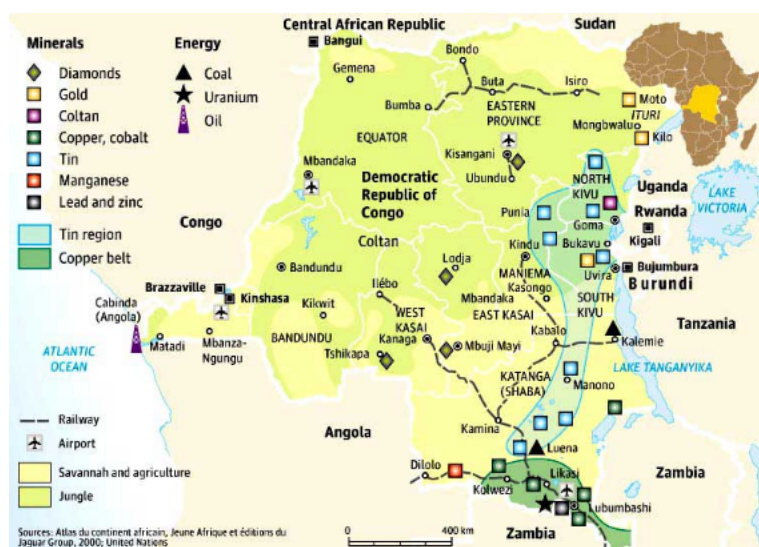 Minerals
Diamonds
Gold
Coltan
Copper, cobalt
Tin
Manganese
Lead and zinc
Tin region
Copper belt
Energy
Coal
Uranium
Oil
Central African Republic
Bangui
Sudan
Bondo
Gemena
Buta
Isiro
Bumba
EASTERN
PROVINCE
Moto
ITURI
Mongbwalu
Kilo
EQUATOR
Kisangani
Mbandaka
Ubundu
Democratic
Republic of
Congo
NORTH
KIVU
Uganda
LAKE
VICTORIA
Congo
Punia
Goma
Rwanda
Kigali
Coltan
Kindu
Bukavu
Bandundu
Lodja
MANIEMA
Uvira
Bujumbura
Burundi
Brazzaville
Kinshasa
Ilébo
Mbandaka
Kasongo
Cabinda
(Angola)
Kikwit
WEST
KASAI
EAST KASAI
SOUTH
KIVU
Tanzania
BANDUNDU
Kanaga
Kabalo
Kalemie
ATLANTIC
OCEAN
Matadi
Mbanza-
Ngungu
Tshikapa
Mbuji Mayi
LAKE TANGANYIKA
KATANGA
(SHABA)
Manono
Railway
Airport
Angola
Kamina
Luena
Savannah and agriculture
Jungle
Dilolo
Kolwezi
Likasi
Lubumbashi
Zambia
Zambia
Sources: Atlas du continent africain, Jeune Afrique et éditions du
Jaguar Group, 2000; United Nations
0
400 km